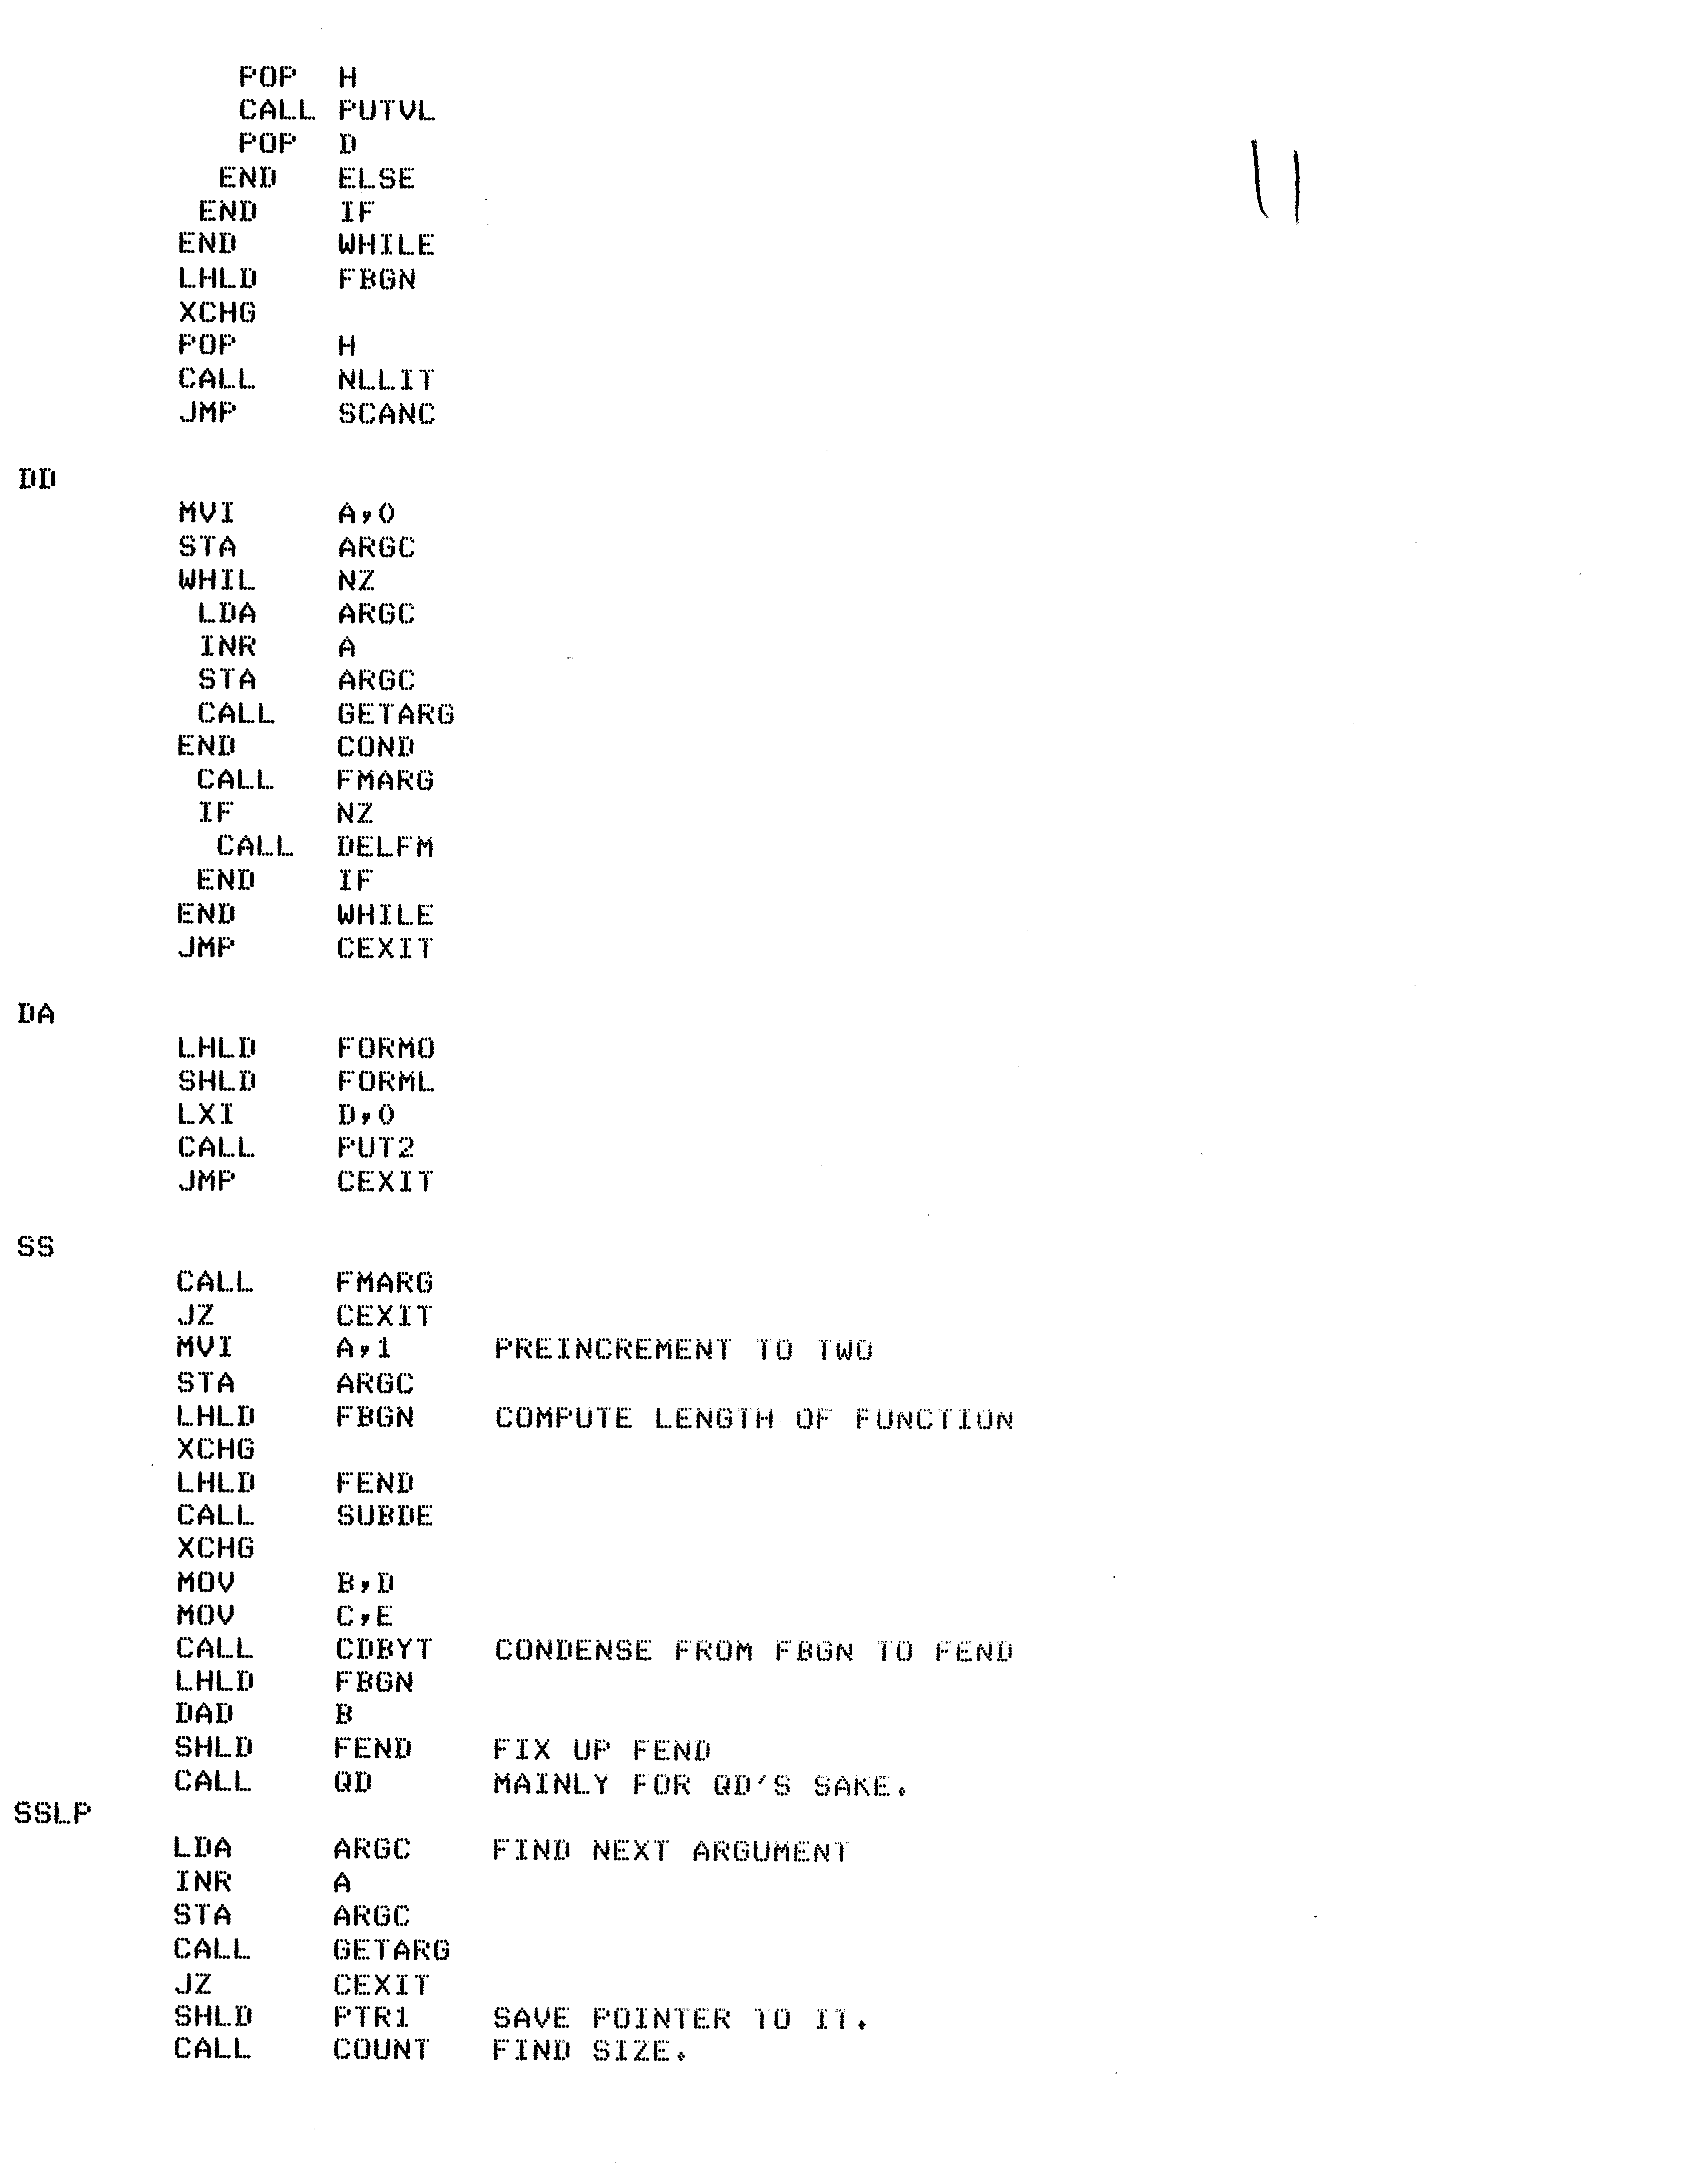 POP H
CALL PUTVL
POP D
11
END ELSE
END IF
END WHILE
LHLD FBGN
XCHG
POP H
CALL NLLIT
JMP SCANC
DD
MVI A,0
STA ARGC
WHIL NZ
LDA ARGC
INR A
STA ARGC
CALL GETARG
END COND
CALL FMARG
IF NZ
CALL DELFM
END IF
END WHILE
JMP CEXIT
DA
LHLD FORMO
SHLD FORML
LXI D,0
CALL PUT2
JMP CEXIT
SS
CALL FMARG
JZ CEXIT
MVI A,1 PREINCREMENT TO TWO
STA ARGC
LHLD FBGN COMPUTE LENGTH OF FUNCTION
XCHG
LHLD FEND
CALL SUBDE
XCHG
MOV B,D
MOV C,E
CALL CDBYT CONDENSE FROM FBGN TO FEND
LHLD FBGN
DAD B
SHLD FEND FIX UP FEND
CALL QD MAINLY FOR QD'S SAKE.
SSLP
LDA ARGC FIND NEXT ARGUMENT
INR A
STA ARGC
CALL GETARG
JZ CEXIT
SHLD PTR1 SAVE POINTER TO IT.
CALL COUNT FIND SIZE.